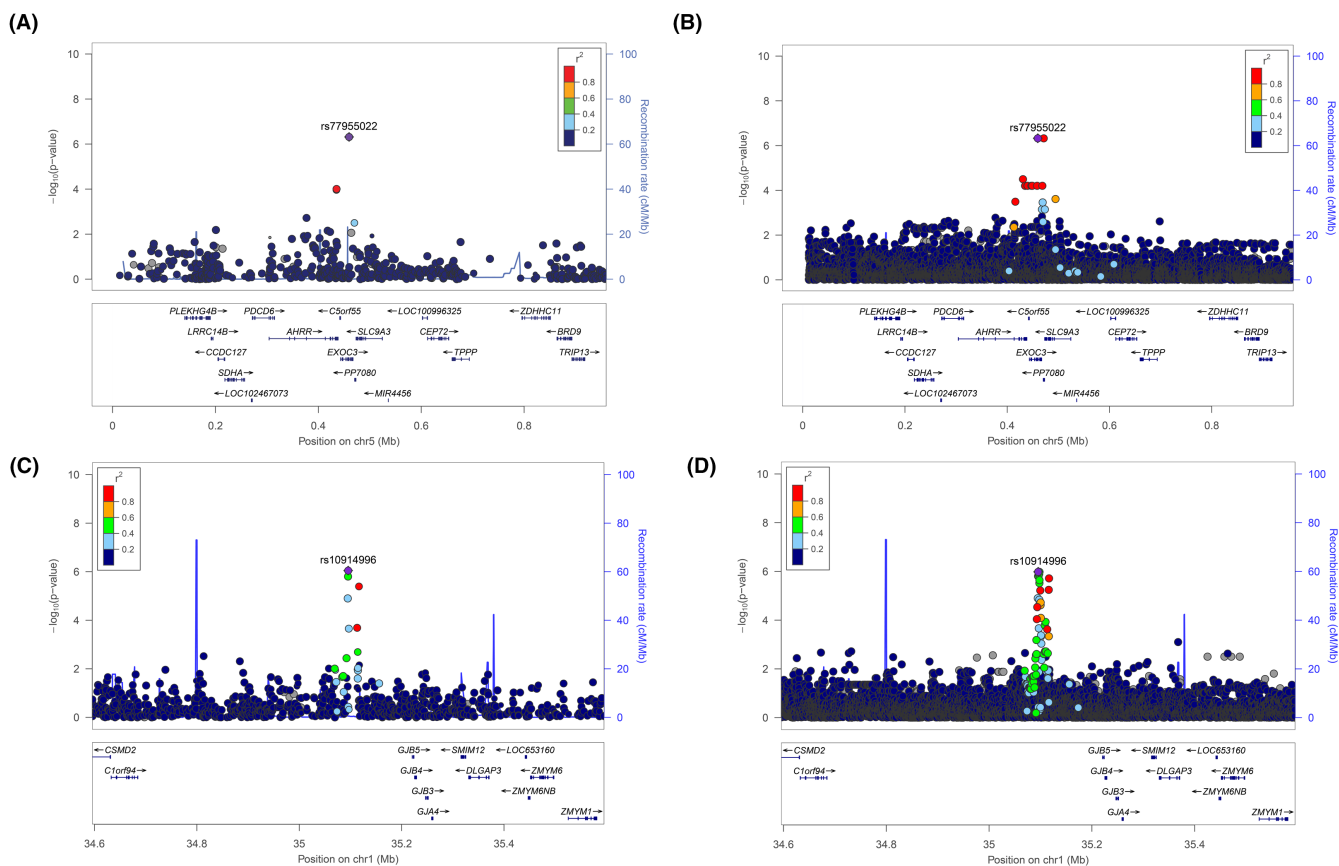 (A)
10
8
6
4
2
0
−log10(p−value)
100
80
60
40
20
0
Recombination rate (cM/Mb)
r2
0.8
0.6
0.4
0.2
rs77955022
PLEKHG4B→
PDCD6→
←C5orf55
←LOC100996325
←ZDHHC11
LRRC14B→
AHRR→
←SLC9A3
CEP72→
←BRD9
←CCDC127
EXOC3→
←TPPP
TRIP13→
SDHA→
←PP7080
←LOC102467073
←MIR4456
0
0.2
0.4
0.6
0.8
Position on chr5 (Mb)
(B)
10
8
6
4
2
0
−log10(p−value)
100
80
60
40
20
0
Recombination rate (cM/Mb)
r2
0.8
0.6
0.4
0.2
rs77955022
PLEKHG4B→
PDCD6→
←C5orf55
←LOC100996325
←ZDHHC11
LRRC14B→
AHRR→
←SLC9A3
CEP72→
←BRD9
←CCDC127
EXOC3→
←TPPP
TRIP13→
SDHA→
←PP7080
←LOC102467073
←MIR4456
0
0.2
0.4
0.6
0.8
Position on chr5 (Mb)
(C)
10
8
6
4
2
0
−log10(p−value)
100
80
60
40
20
0
Recombination rate (cM/Mb)
r2
0.8
0.6
0.4
0.2
rs10914996
←CSMD2
GJB5→
←SMIM12
←LOC653160
C1orf94→
GJB4→
←DLGAP3
←ZMYM6
GJB3→
←ZMYM6NB
GJA4→
ZMYM1→
34.6
34.8
35
35.2
35.4
Position on chr1 (Mb)
(D)
10
8
6
4
2
0
−log10(p−value)
100
80
60
40
20
0
Recombination rate (cM/Mb)
r2
0.8
0.6
0.4
0.2
rs10914996
←CSMD2
GJB5→
←SMIM12
←LOC653160
C1orf94→
GJB4→
←DLGAP3
←ZMYM6
GJB3→
←ZMYM6NB
GJA4→
ZMYM1→
34.6
34.8
35
35.2
35.4
Position on chr1 (Mb)